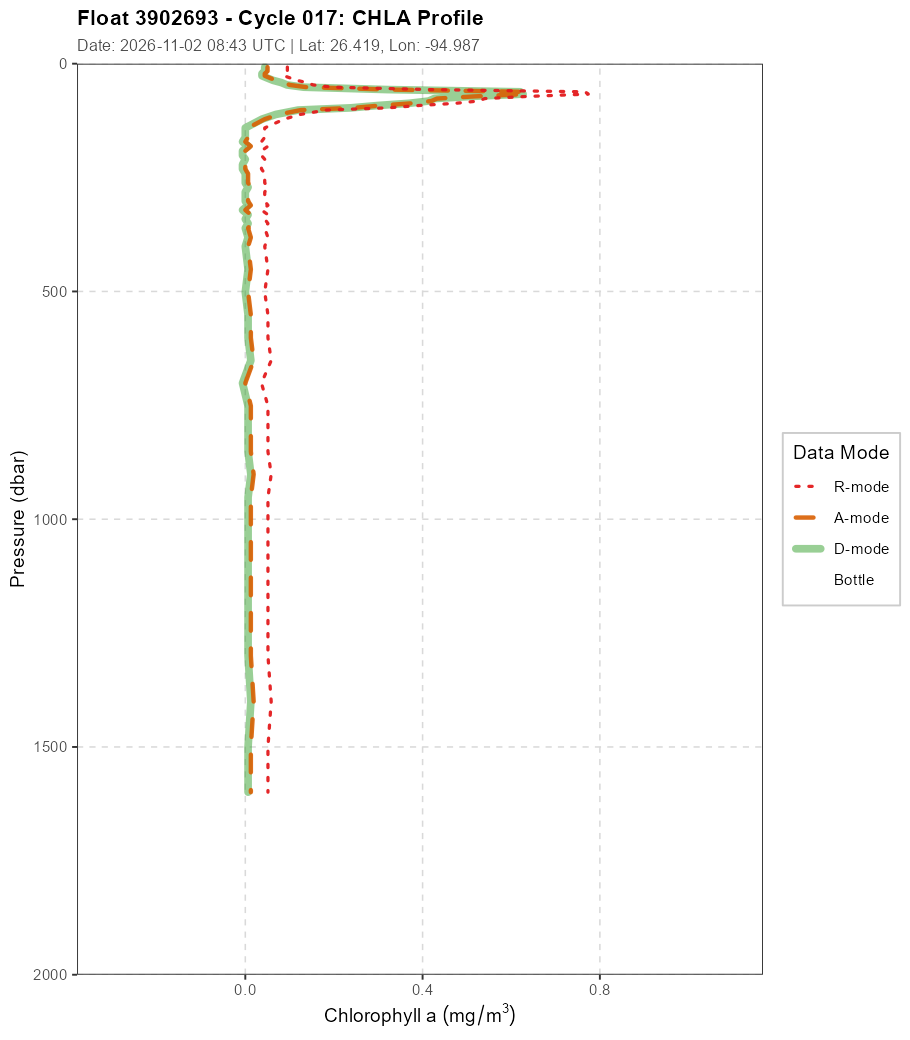 Float 3902693 - Cycle 017: CHLA Profile
Date: 2026-11-02 08:43 UTC | Lat: 26.419, Lon: -94.987
0
500
1000
1500
2000
Pressure (dbar)
0.0
0.4
0.8
Chlorophyll a (mg/m³)
Data Mode
R-mode
A-mode
D-mode
Bottle